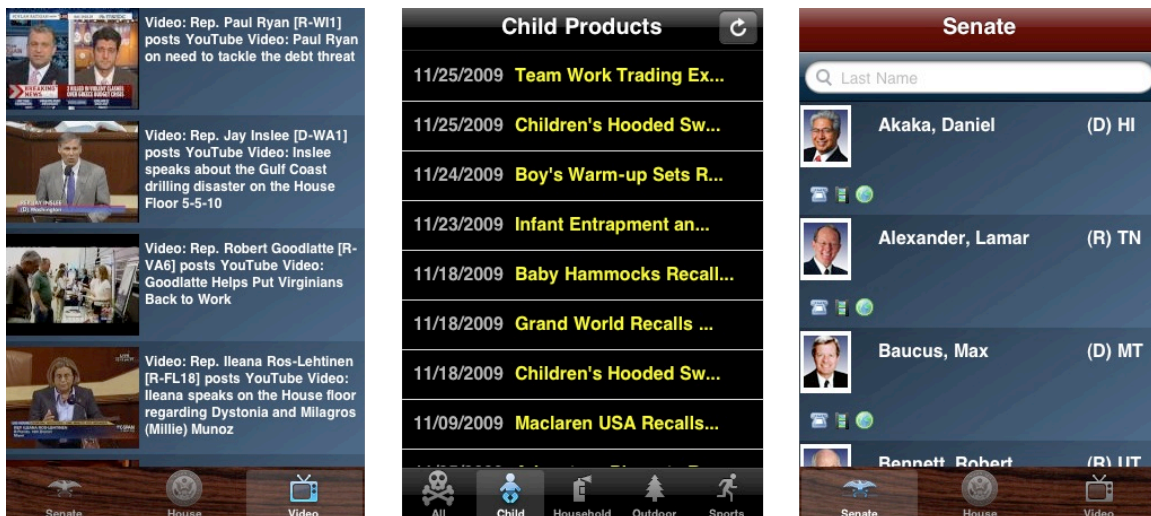 Video: Rep. Paul Ryan [R-WI1]
posts YouTube Video: Paul Ryan
on need to tackle the debt threat
BREAKING
NEWS
Video: Rep. Jay Inslee [D-WA1]
posts YouTube Video: Inslee
speaks about the Gulf Coast
drilling disaster on the House
Floor 5-5-10
(D) Washington
Video: Rep. Robert Goodlatte [R-
VA6] posts YouTube Video:
Goodlatte Helps Put Virginians
Back to Work
Video: Rep. Ileana Ros-Lehtinen
[R-FL18] posts YouTube Video:
Ileana speaks on the House floor
regarding Dystonia and Milagros
(Millie) Munoz
Senate House Video
Child Products
11/25/2009 Team Work Trading Ex...
11/25/2009 Children's Hooded Sw...
11/24/2009 Boy's Warm-up Sets R...
11/23/2009 Infant Entrapment an...
11/18/2009 Baby Hammocks Recall...
11/18/2009 Grand World Recalls ...
11/18/2009 Children's Hooded Sw...
11/09/2009 Maclaren USA Recalls...
All Child Household Outdoor Sports
Senate
Last Name
Akaka, Daniel (D) HI
Alexander, Lamar (R) TN
Baucus, Max (D) MT
Bennett, Robert (R) UT
Senate House Video